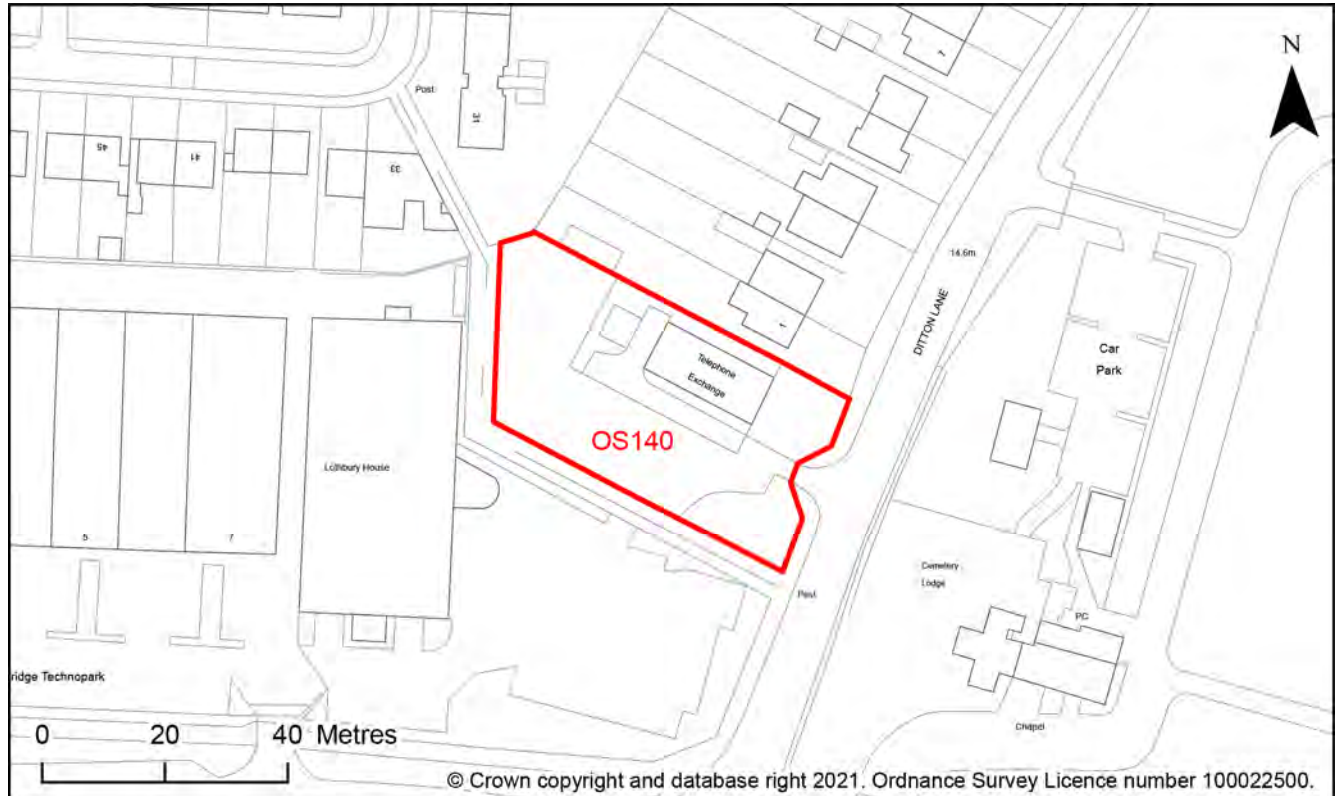 N
Post
31
7
45
41
33
14.6m
DITTON LANE
1
Car
Park
Telephone
Exchange
OS140
Lothbury House
5
7
Cemetery
Lodge
Post
PC
ridge Technopark
Chapel
0 20 40 Metres
© Crown copyright and database right 2021. Ordnance Survey Licence number 100022500.